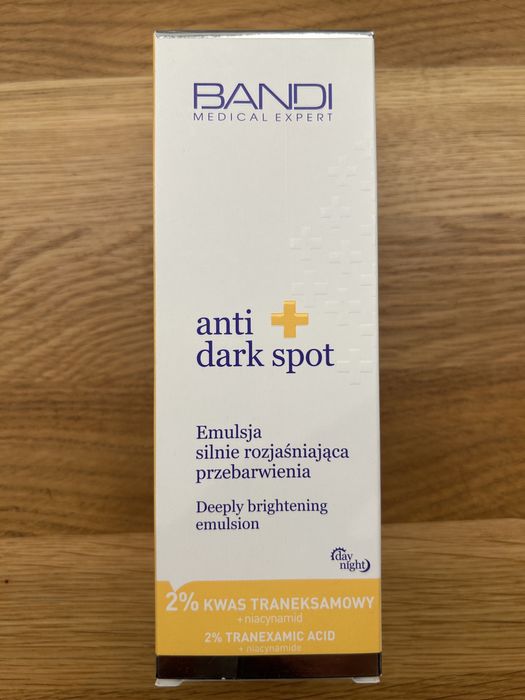 BANDI
MEDICAL EXPERT
anti
dark spot
Emulsja
silnie rozjaśniająca
przebarwienia
Deeply brightening
emulsion
day
night
2% KWAS TRANEKSAMOWY
+ niacynamid
2% TRANEXAMIC ACID
+ niacynamide